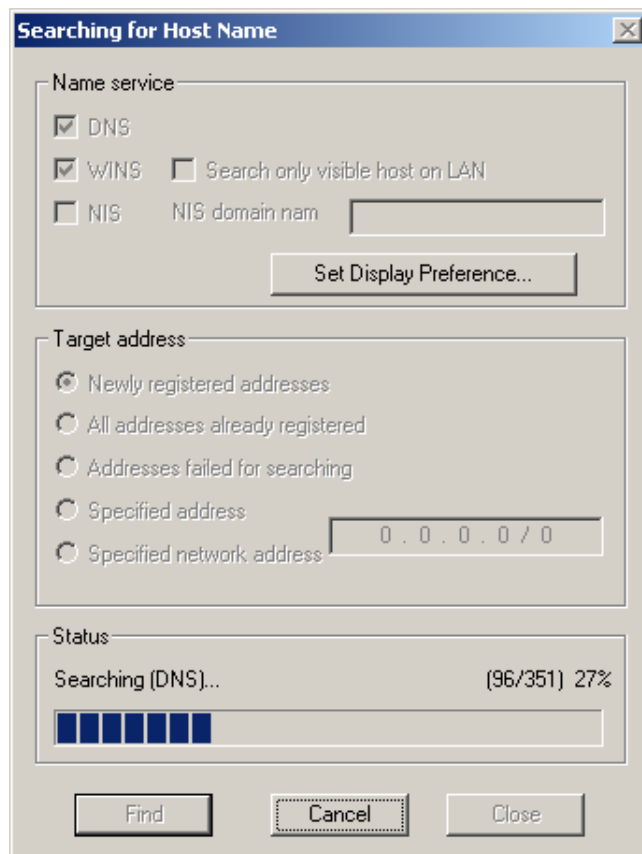 Searching for Host Name
Name service
DNS
WINS Search only visible host on LAN
NIS NIS domain nam
Set Display Preference...
Target address
Newly registered addresses
All addresses already registered
Addresses failed for searching
Specified address
0 . 0 . 0 . 0 / 0
Specified network address
Status
Searching (DNS)... (96/351) 27%
Find Cancel Close